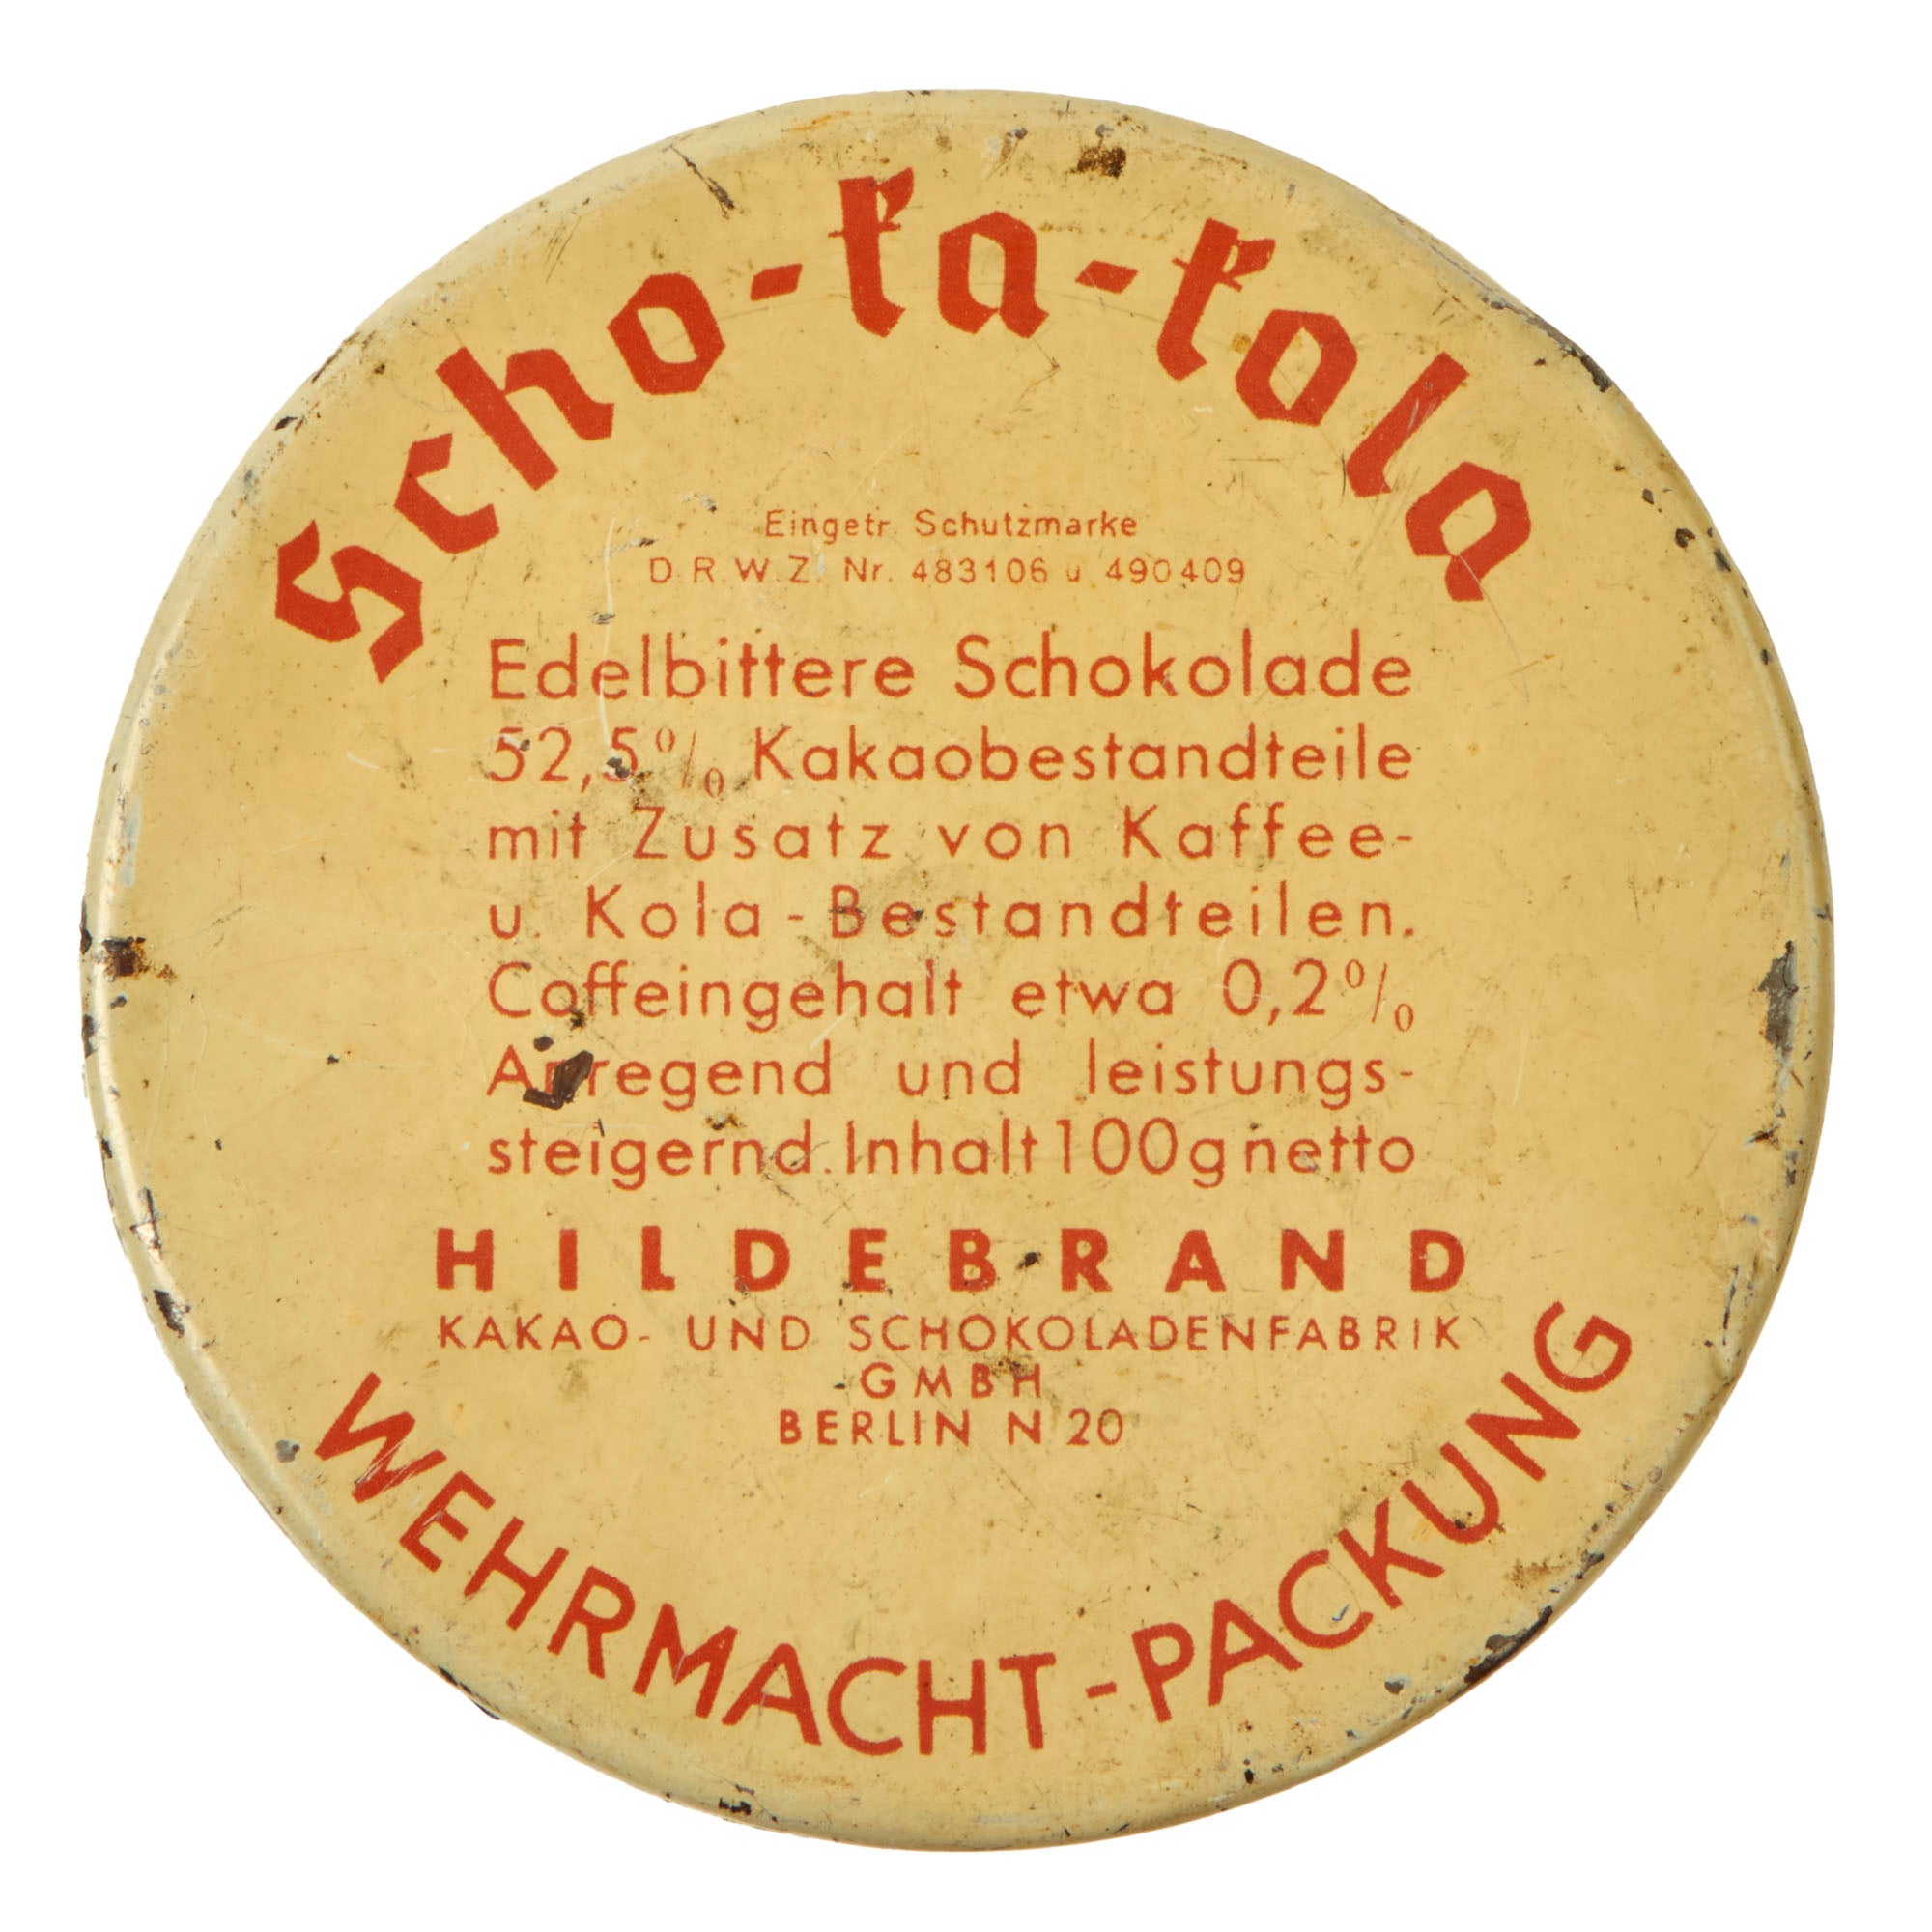 Scho-ka-kola
Eingetr. Schutzmarke
D.R.W.Z. Nr. 483106 u. 490409
Edelbittere Schokolade
52,5% Kakaobestandteile
mit Zusatz von Kaffee-
u. Kola-Bestandteilen.
Coffeingehalt etwa 0,2%
Anregend und leistungs-
steigernd. Inhalt 100g netto
HILDEBRAND
KAKAO- UND SCHOKOLADENFABRIK
GMBH
BERLIN N 20
WEHRMACHT-PACKUNG